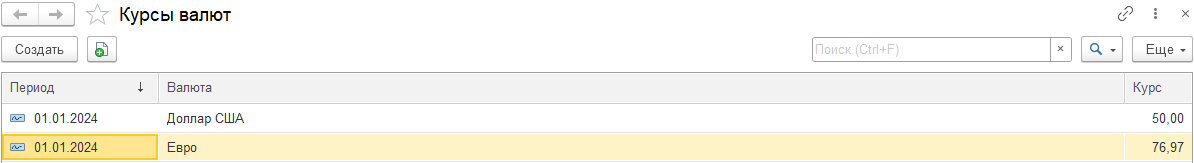 Курсы валют
Создать Поиск (Ctrl+F) × Еще
Период ↓ Валюта Курс
01.01.2024 Доллар США 50,00
01.01.2024 Евро 76,97